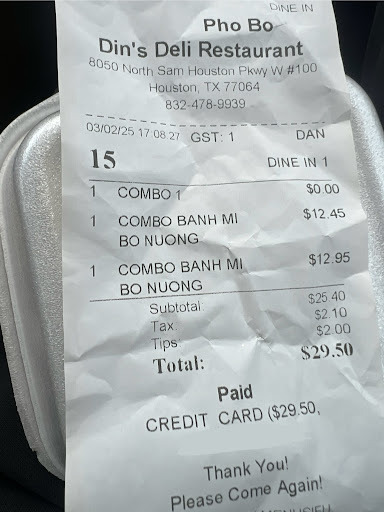 DINE IN
Pho Bo
Din's Deli Restaurant
8050 North Sam Houston Pkwy W #100
Houston, TX 77064
832-478-9939
03/02/25 17:08:27 GST: 1 DAN
15 DINE IN 1
1 COMBO 1 $0.00
1 COMBO BANH MI $12.45
BO NUONG
1 COMBO BANH MI $12.95
BO NUONG
Subtotal $25.40
Tax: $2.10
Tips: $2.00
Total: $29.50
Paid
CREDIT CARD ($29.50,
Thank You!
Please Come Again!